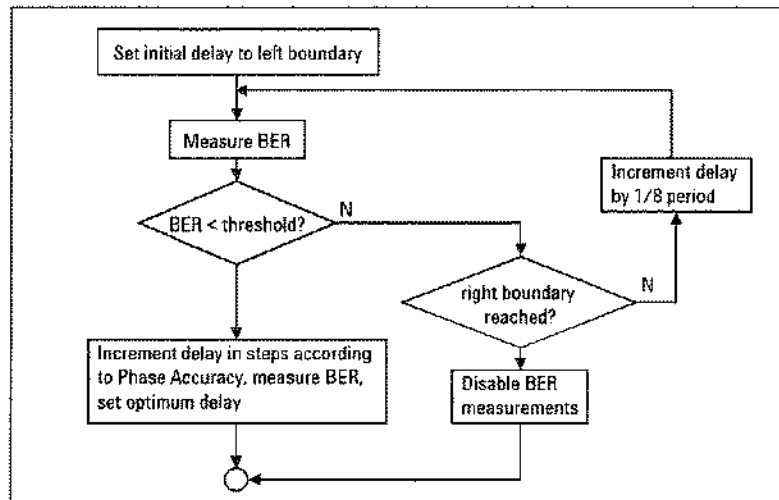 Set initial delay to left boundary
Measure BER
Increment delay
by 1/8 period
BER < threshold?
N
right boundary
reached?
N
Increment delay in steps according
to Phase Accuracy, measure BER,
set optimum delay
Disable BER
measurements